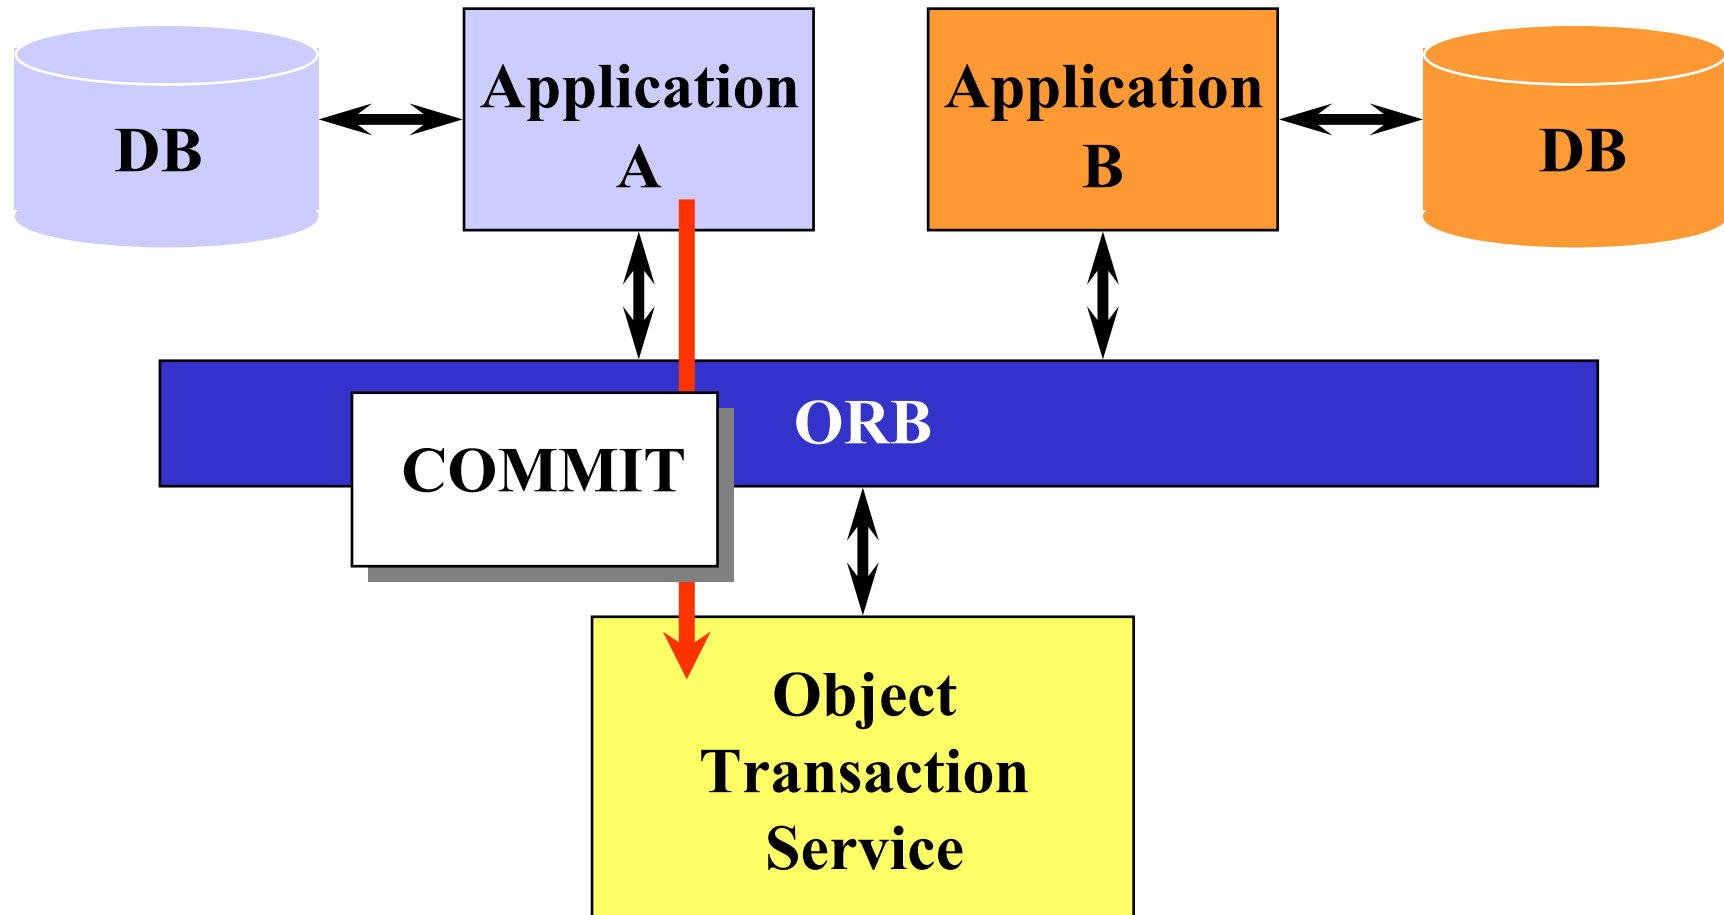 DB
Application
A
Application
B
DB
ORB
COMMIT
Object
Transaction
Service